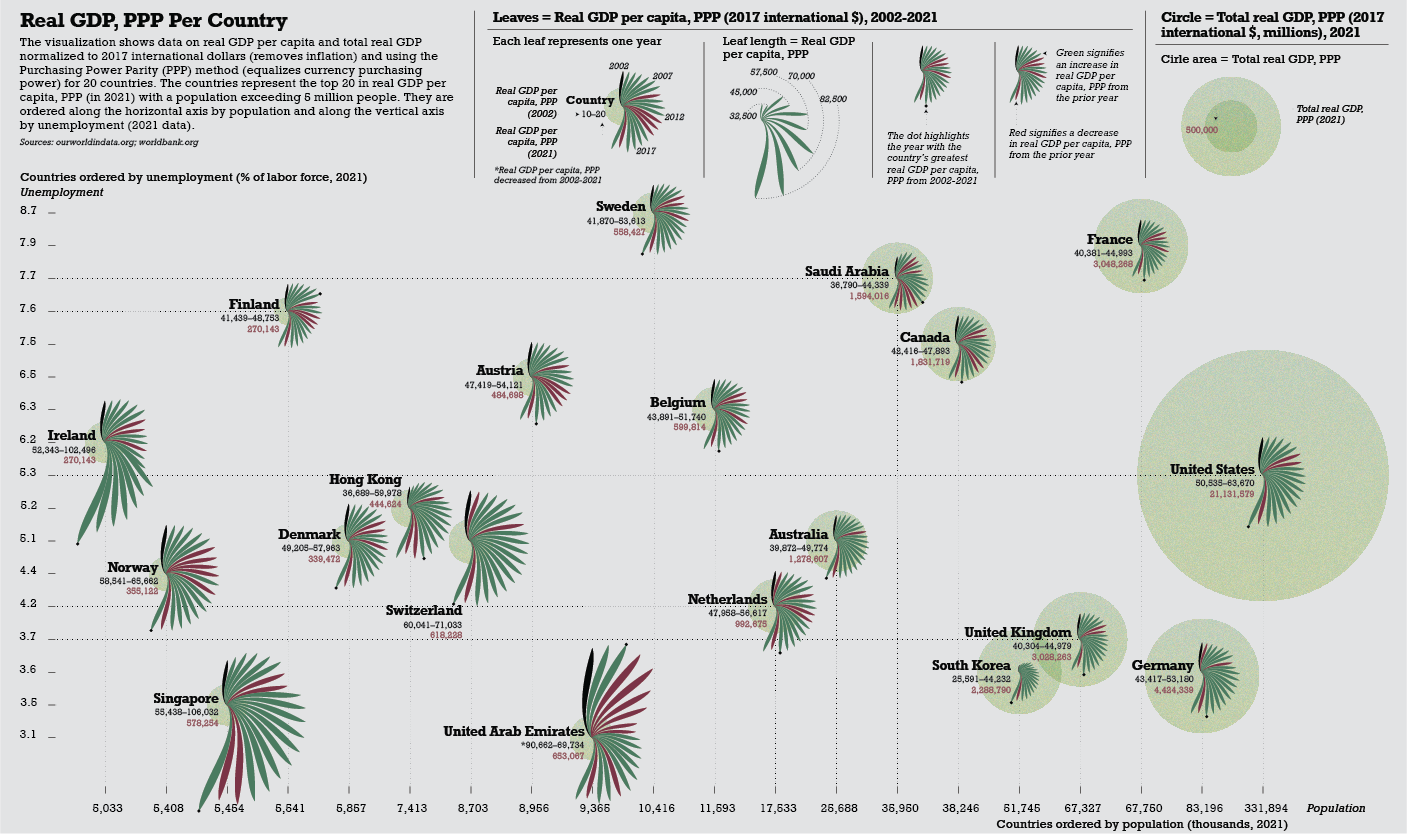 Real GDP, PPP Per Country
The visualization shows data on real GDP per capita and total real GDP
normalized to 2017 international dollars (removes inflation) and using the
Purchasing Power Parity (PPP) method (equalizes currency purchasing
power) for 20 countries. The countries represent the top 20 in real GDP per
capita, PPP (in 2021) with a population exceeding 5 million people. They are
ordered along the horizontal axis by population and along the vertical axis
by unemployment (2021 data).
Sources: ourworldindata.org; worldbank.org
Leaves = Real GDP per capita, PPP (2017 international $), 2002-2021
Each leaf represents one year
2002
2007
2012
2017
Real GDP per
capita, PPP
(2002)
Country
10–20
Real GDP per
capita, PPP
(2021)
*Real GDP per capita, PPP
decreased from 2002-2021
Leaf length = Real GDP
per capita, PPP
32,500
45,000
57,500
70,000
82,500
The dot highlights
the year with the
country's greatest
real GDP per capita,
PPP from 2002-2021
Green signifies
an increase in
real GDP per
capita, PPP from
the prior year
Red signifies a decrease
in real GDP per capita, PPP
from the prior year
Circle = Total real GDP, PPP (2017
international $, millions), 2021
Cirle area = Total real GDP, PPP
500,000
Total real GDP,
PPP (2021)
Countries ordered by unemployment (% of labor force, 2021)
Unemployment
8.7
7.9
7.7
7.6
7.5
6.5
6.3
6.2
5.3
5.2
5.1
4.4
4.2
3.7
3.6
3.5
3.1
Sweden
41,870–53,613
558,427
France
40,381–44,993
3,048,268
Saudi Arabia
36,790–44,339
1,594,016
Finland
41,439–48,753
270,143
Canada
42,416–47,893
1,831,719
Austria
47,419–54,121
484,698
Belgium
43,891–51,740
599,814
Ireland
52,343–102,496
270,143
United States
50,535–63,670
21,131,579
Hong Kong
36,689–59,978
444,624
Denmark
49,205–57,963
339,472
Australia
39,872–49,774
1,278,607
Norway
58,541–65,662
355,122
Switzerland
60,041–71,033
618,228
Netherlands
47,958–56,617
992,675
United Kingdom
40,304–44,979
3,028,263
South Korea
25,591–44,232
2,288,790
Germany
43,417–53,180
4,424,339
Singapore
55,438–106,032
578,254
United Arab Emirates
*90,662–69,734
653,067
5,033
5,408
5,454
5,541
5,857
7,413
8,703
8,956
9,365
10,416
11,593
17,533
25,688
35,950
38,246
51,745
67,327
67,750
83,196
331,894
Population
Countries ordered by population (thousands, 2021)